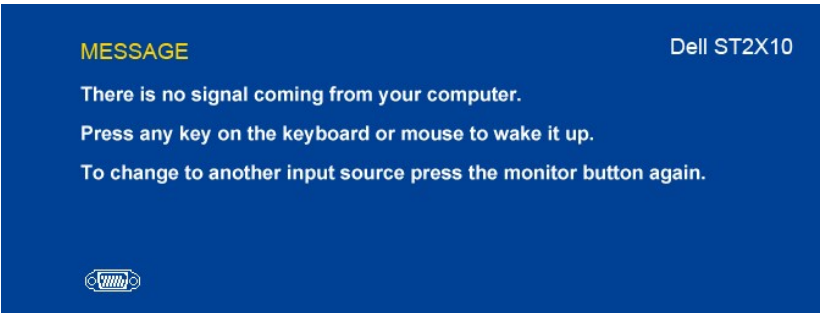 MESSAGE
Dell ST2X10
There is no signal coming from your computer.
Press any key on the keyboard or mouse to wake it up.
To change to another input source press the monitor button again.